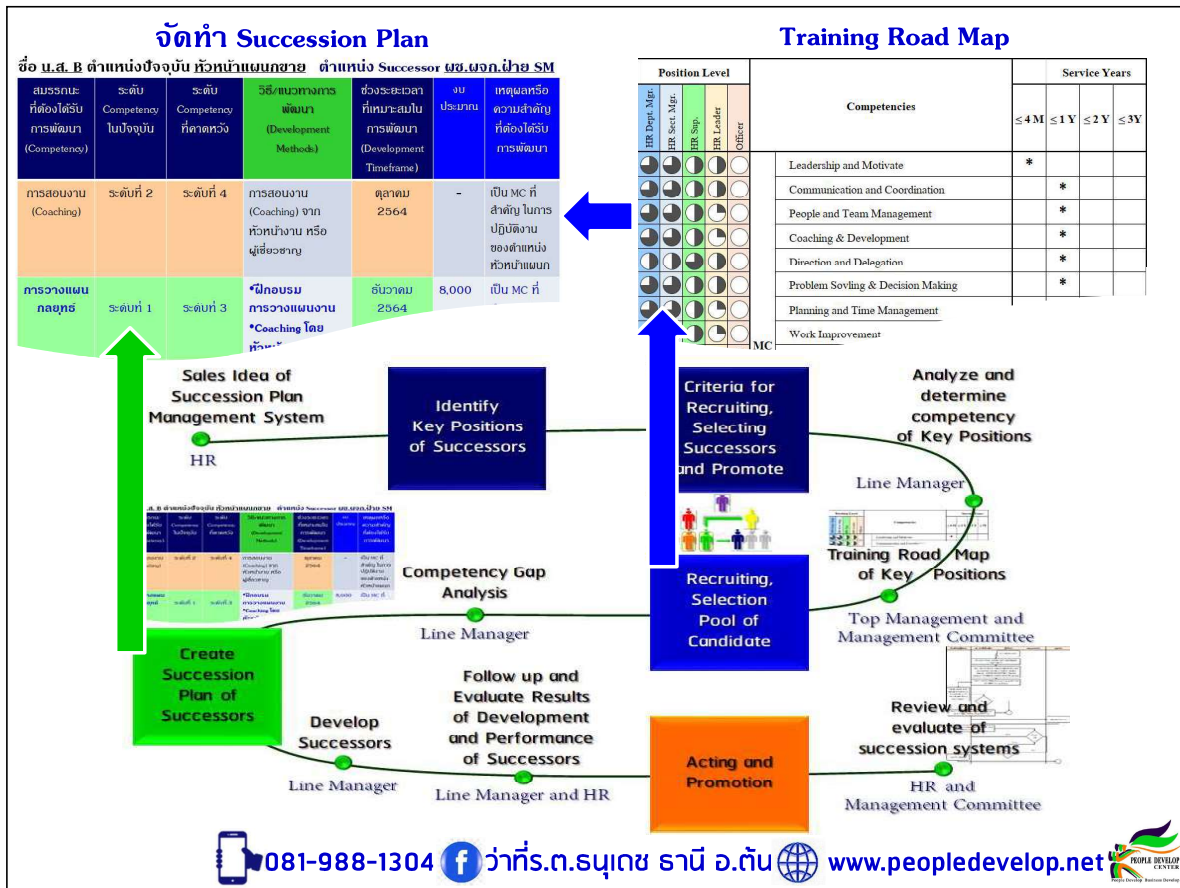 จัดทำ Succession Plan
ชื่อ น.ส. B ตำแหน่งปัจจุบัน หัวหน้าแผนกขาย ตำแหน่ง Successor ผช.ผจก.ฝ่าย SM
สมรรถนะ
ที่ต้องได้รับ
การพัฒนา
(Competency)
ระดับ
Competency
ในปัจจุบัน
ระดับ
Competency
ที่คาดหวัง
วิธี/แนวทางการ
พัฒนา
(Development
Methods)
ช่วงระยะเวลา
ที่เหมาะสมใน
การพัฒนา
(Development
Timeframe)
งบ
ประมาณ
เหตุผลหรือ
ความสำคัญ
ที่ต้องได้รับ
การพัฒนา
การสอนงาน
(Coaching)
ระดับที่ 2
ระดับที่ 4
การสอนงาน
(Coaching) จาก
หัวหน้างาน หรือ
ผู้เชี่ยวชาญ
ตุลาคม
2564
-
เป็น MC ที่
สำคัญ ในการ
ปฏิบัติงาน
ของตำแหน่ง
หัวหน้าแผนก
การวางแผน
กลยุทธ์
ระดับที่ 1
ระดับที่ 3
*ฝึกอบรม
การวางแผนงาน
*Coaching โดย
ธันวาคม
2564
8,000
เป็น MC ที่
Training Road Map
Position Level
Competencies
Service Years
HR Dept. Mgr.
HR Sect. Mgr.
HR Sup.
HR Leader
Officer
≤ 4 M
≤ 1 Y
≤ 2 Y
≤ 3Y
Leadership and Motivate *
Communication and Coordination *
People and Team Management *
Coaching & Development *
Direction and Delegation *
Problem Sovling & Decision Making *
Planning and Time Management
Work Improvement
MC
Sales Idea of
Succession Plan
Management System
HR
Identify
Key Positions
of Successors
Criteria for
Recruiting,
Selecting
Successors
and Promote
Analyze and
determine
competency
of Key Positions
Line Manager
Training Road Map
of Key Positions
Top Management and
Management Committee
Recruiting,
Selection
Pool of
Candidate
Competency Gap
Analysis
Line Manager
Create
Succession
Plan of
Successors
Develop
Successors
Line Manager
Follow up and
Evaluate Results
of Development
and Performance
of Successors
Line Manager and HR
Acting and
Promotion
Review and
evaluate of
succession systems
HR and
Management Committee
081-988-1304
f
ว่าที่ร.ต.ธนุเดช ธานี อ.ต้น
www.peopledevelop.net
PEOPLE DEVELOP
CENTER
People Develop Business Develop